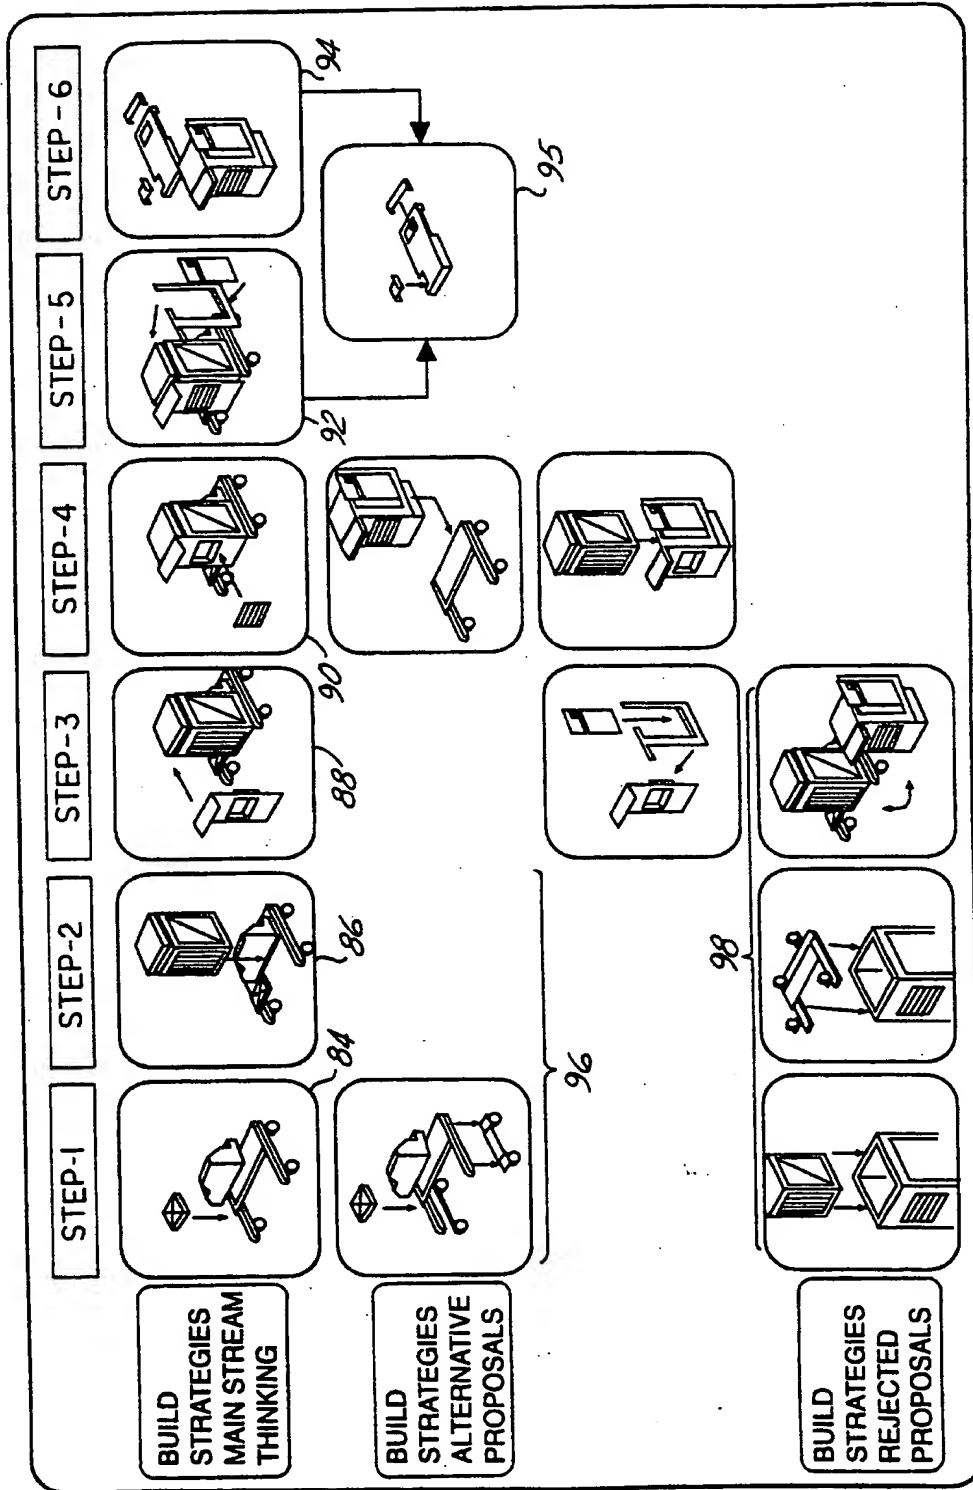 STEP-1
STEP-2
STEP-3
STEP-4
STEP-5
STEP-6
BUILD
STRATEGIES
MAIN STREAM
THINKING
84
86
88
90
92
94
95
BUILD
STRATEGIES
ALTERNATIVE
PROPOSALS
96
98
BUILD
STRATEGIES
REJECTED
PROPOSALS